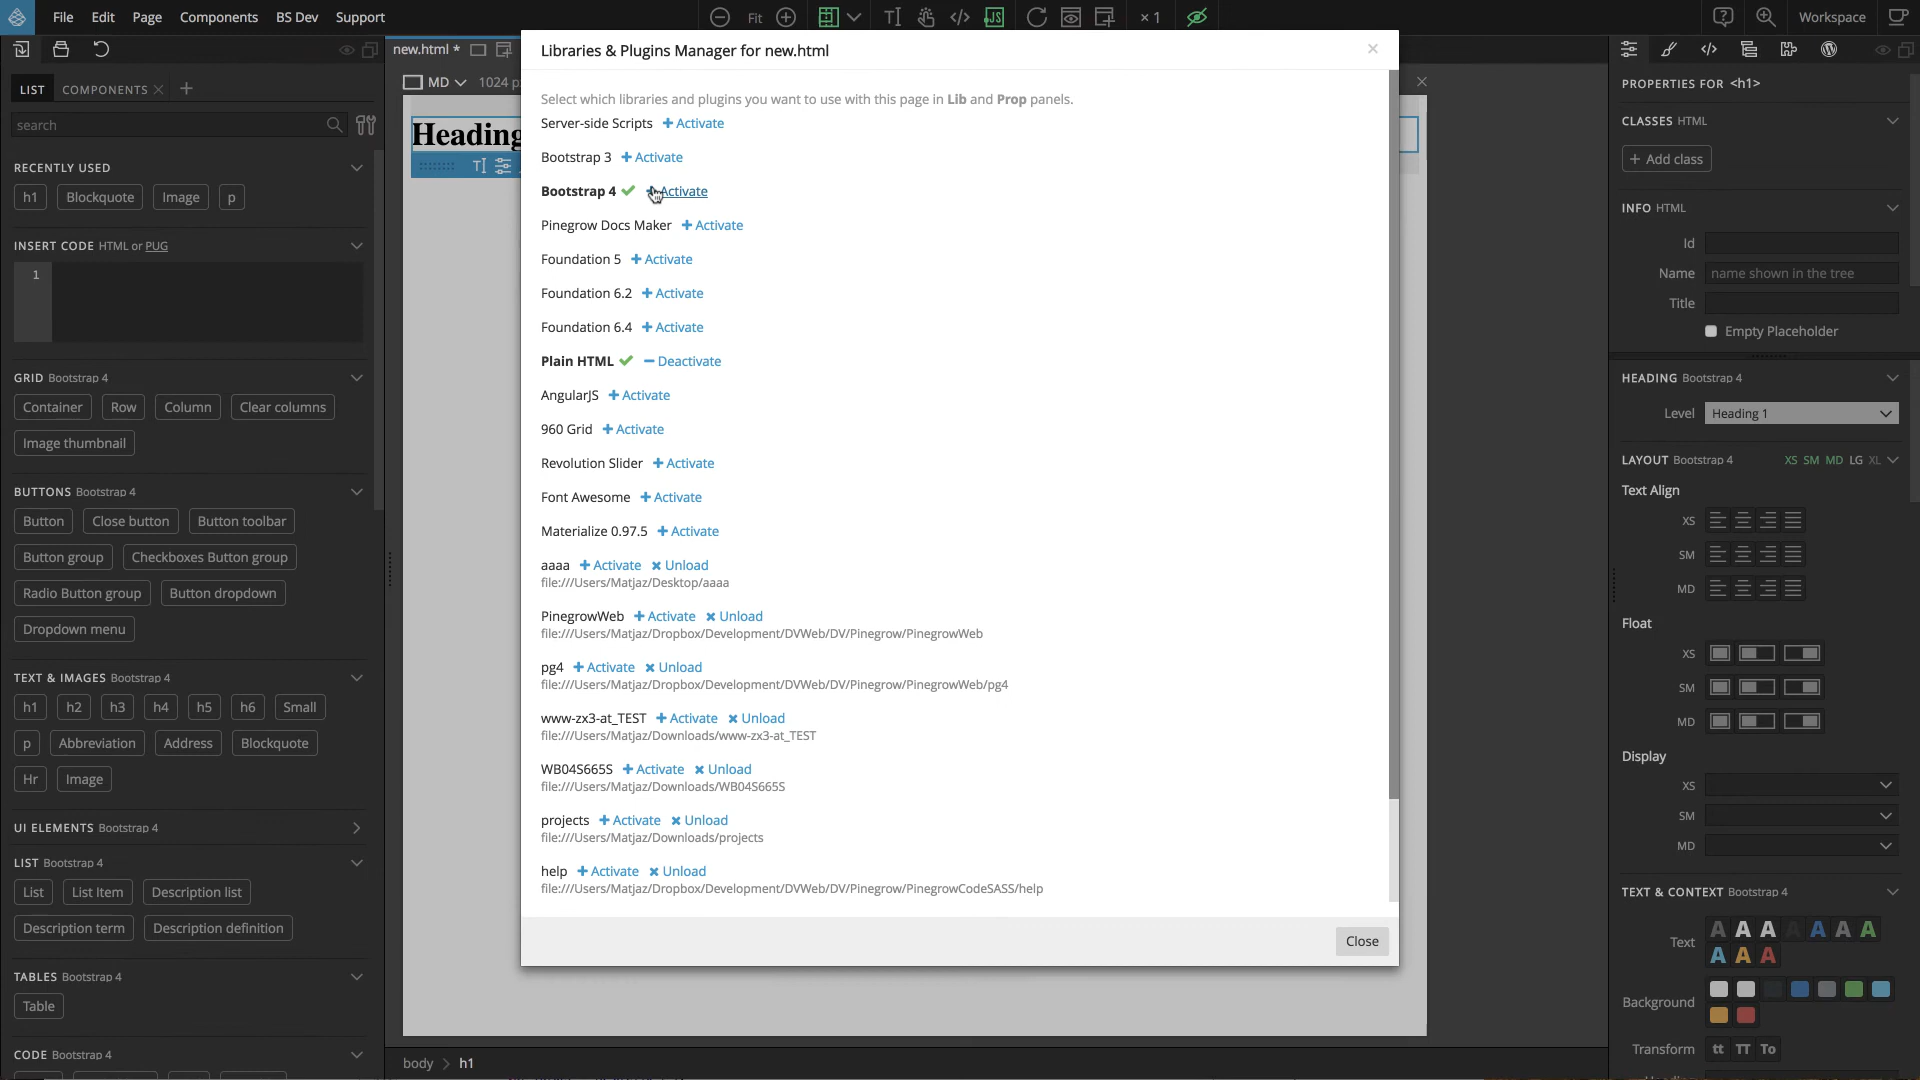 File Edit Page Components BS Dev Support Fit JS × 1 Workspace
new.html *
MD 1024 p
LIST COMPONENTS
search
RECENTLY USED
h1 Blockquote Image p
INSERT CODE HTML or PUG
1
GRID Bootstrap 4
Container Row Column Clear columns
Image thumbnail
BUTTONS Bootstrap 4
Button Close button Button toolbar
Button group Checkboxes Button group
Radio Button group Button dropdown
Dropdown menu
TEXT & IMAGES Bootstrap 4
h1 h2 h3 h4 h5 h6 Small
p Abbreviation Address Blockquote
Hr Image
UI ELEMENTS Bootstrap 4
LIST Bootstrap 4
List List Item Description list
Description term Description definition
TABLES Bootstrap 4
Table
CODE Bootstrap 4
Heading
Libraries & Plugins Manager for new.html
Select which libraries and plugins you want to use with this page in Lib and Prop panels.
Server-side Scripts Activate
Bootstrap 3 Activate
Bootstrap 4 Activate
Pinegrow Docs Maker Activate
Foundation 5 Activate
Foundation 6.2 Activate
Foundation 6.4 Activate
Plain HTML Deactivate
AngularJS Activate
960 Grid Activate
Revolution Slider Activate
Font Awesome Activate
Materialize 0.97.5 Activate
aaaa Activate Unload
file:///Users/Matjaz/Desktop/aaaa
PinegrowWeb Activate Unload
file:///Users/Matjaz/Dropbox/Development/DVWeb/DV/Pinegrow/PinegrowWeb
pg4 Activate Unload
file:///Users/Matjaz/Dropbox/Development/DVWeb/DV/Pinegrow/PinegrowWeb/pg4
www-zx3-at_TEST Activate Unload
file:///Users/Matjaz/Downloads/www-zx3-at_TEST
WB04S665S Activate Unload
file:///Users/Matjaz/Downloads/WB04S665S
projects Activate Unload
file:///Users/Matjaz/Downloads/projects
help Activate Unload
file:///Users/Matjaz/Dropbox/Development/DVWeb/DV/Pinegrow/PinegrowCodeSASS/help
Close
body h1
PROPERTIES FOR <h1>
CLASSES HTML
+ Add class
INFO HTML
Id
Name name shown in the tree
Title
Empty Placeholder
HEADING Bootstrap 4
Level Heading 1
LAYOUT Bootstrap 4 XS SM MD LG XL
Text Align
XS
SM
MD
Float
XS
SM
MD
Display
XS
SM
MD
TEXT & CONTEXT Bootstrap 4
Text A A A A A A A
A A A
Background
Transform tt TT To